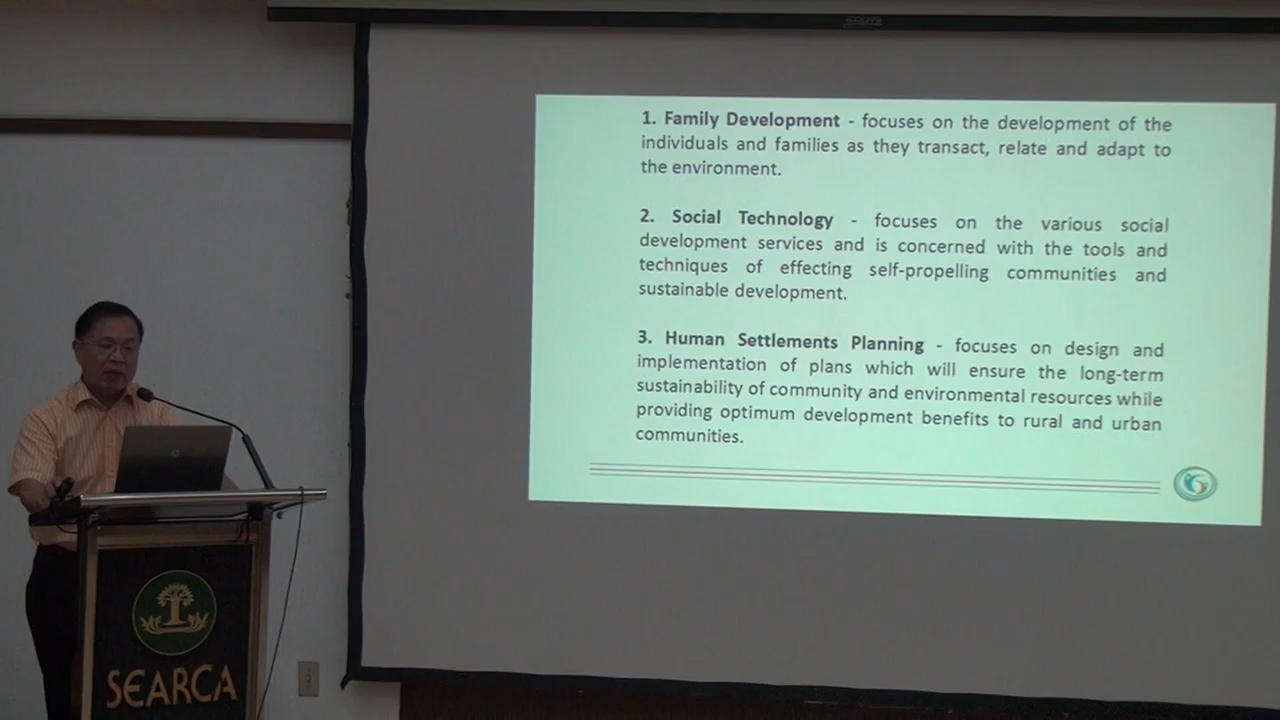 1. Family Development - focuses on the development of the
individuals and families as they transact, relate and adapt to
the environment.
2. Social Technology - focuses on the various social
development services and is concerned with the tools and
techniques of effecting self-propelling communities and
sustainable development.
3. Human Settlements Planning - focuses on design and
implementation of plans which will ensure the long-term
sustainability of community and environmental resources while
providing optimum development benefits to rural and urban
communities.
SEARCA